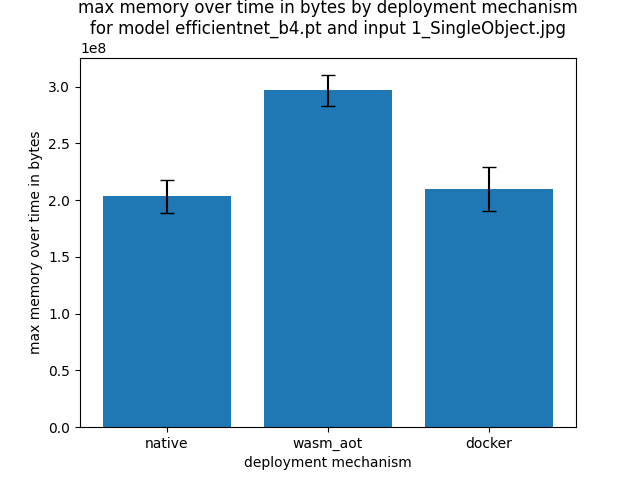 max memory over time in bytes by deployment mechanism
for model efficientnet_b4.pt and input 1_SingleObject.jpg
1e8
3.0
2.5
2.0
1.5
1.0
0.5
0.0
max memory over time in bytes
native
wasm_aot
docker
deployment mechanism